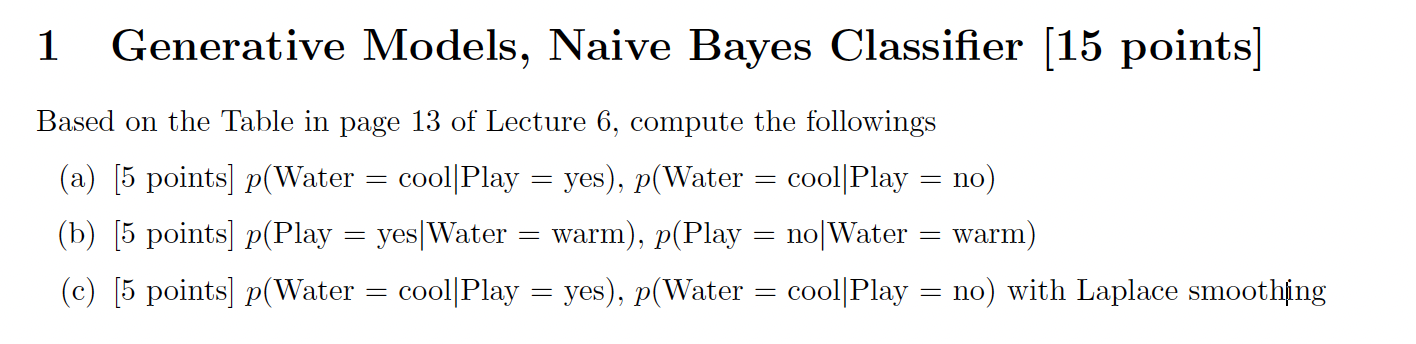 1 Generative Models, Naive Bayes Classifier [15 points]
Based on the Table in page 13 of Lecture 6, compute the followings
(a) [5 points] p(Water = cool|Play = yes), p(Water = cool|Play = no)
(b) [5 points] p(Play = yes|Water = warm), p(Play = no|Water = warm)
(c) [5 points] p(Water = cool|Play = yes), p(Water = cool|Play = no) with Laplace smoothing